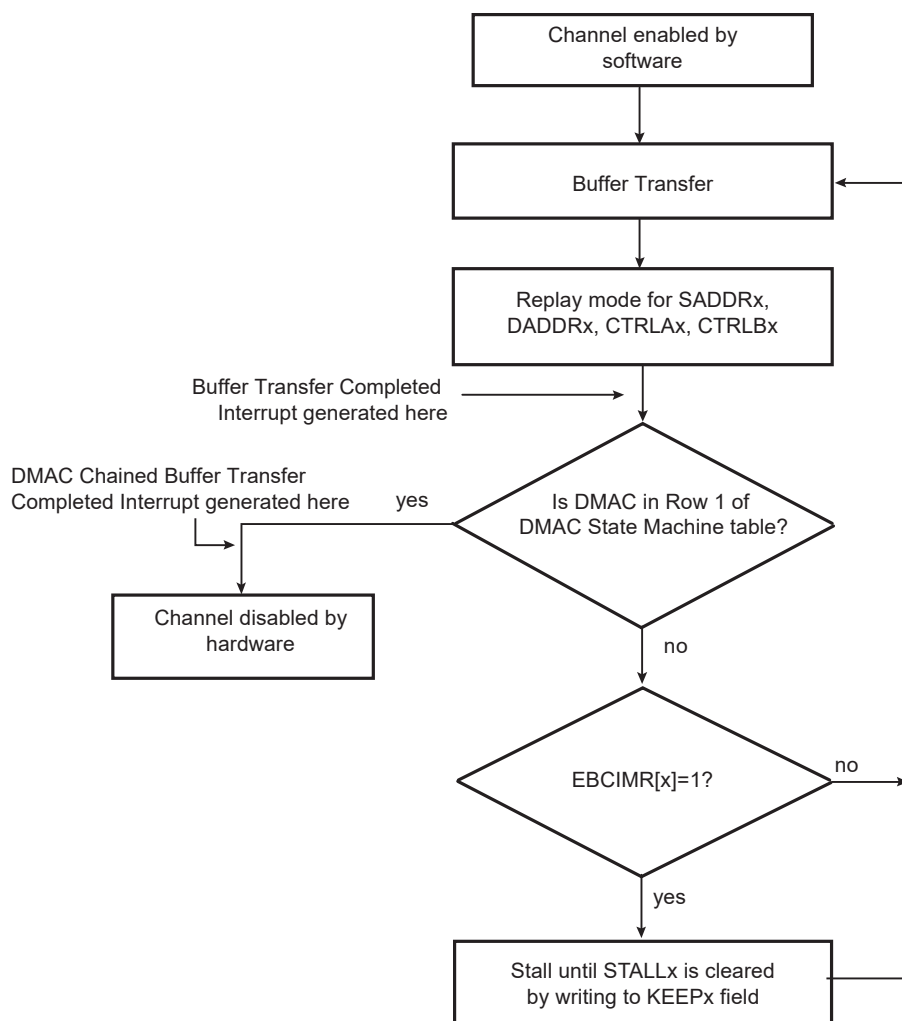 Channel enabled by
software
Buffer Transfer
Replay mode for SADDRx,
DADDRx, CTRLAx, CTRLBx
Buffer Transfer Completed
Interrupt generated here
DMAC Chained Buffer Transfer
Completed Interrupt generated here
yes
Is DMAC in Row 1 of
DMAC State Machine table?
Channel disabled by
hardware
no
EBCIMR[x]=1?
no
yes
Stall until STALLx is cleared
by writing to KEEPx field